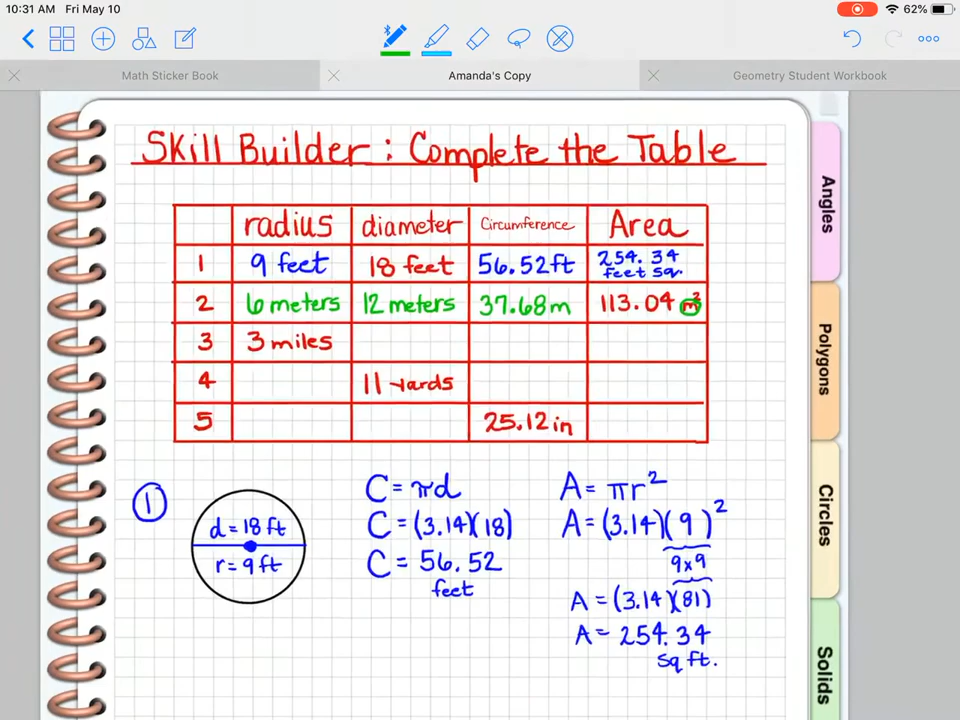 10:31 AM Fri May 10
62%
Math Sticker Book
Amanda's Copy
Geometry Student Workbook
Skill Builder : Complete the Table
radius diameter Circumference Area
1 9 feet 18 feet 56.52ft 254.34 feet sq.
2 6 meters 12 meters 37.68m 113.04 m²
3 3 miles
4 11 yards
5 25.12 in
① d = 18 ft
r = 9 ft
C = πd
C = (3.14)(18)
C = 56.52
feet
A = πr²
A = (3.14)(9)²
9x9
A = (3.14)(81)
A = 254.34
sq ft.
Angles
Polygons
Circles
Solids